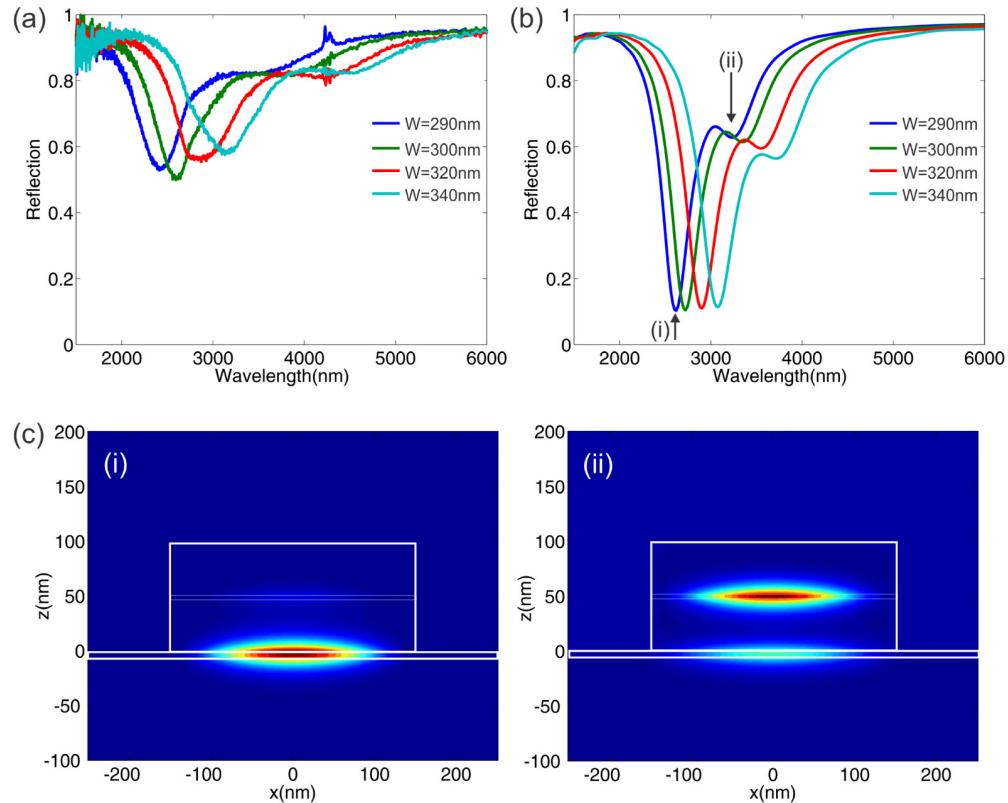 (a)
1
0.8
0.6
0.4
0.2
0
Reflection
W=290nm
W=300nm
W=320nm
W=340nm
2000 3000 4000 5000 6000
Wavelength(nm)
(b)
1
0.8
0.6
0.4
0.2
0
Reflection
(ii)
W=290nm
W=300nm
W=320nm
W=340nm
(i)
2000 3000 4000 5000 6000
Wavelength(nm)
(c)
(i)
200
150
100
50
0
-50
-100
z(nm)
-200 -100 0 100 200
x(nm)
(ii)
200
150
100
50
0
-50
-100
z(nm)
-200 -100 0 100 200
x(nm)